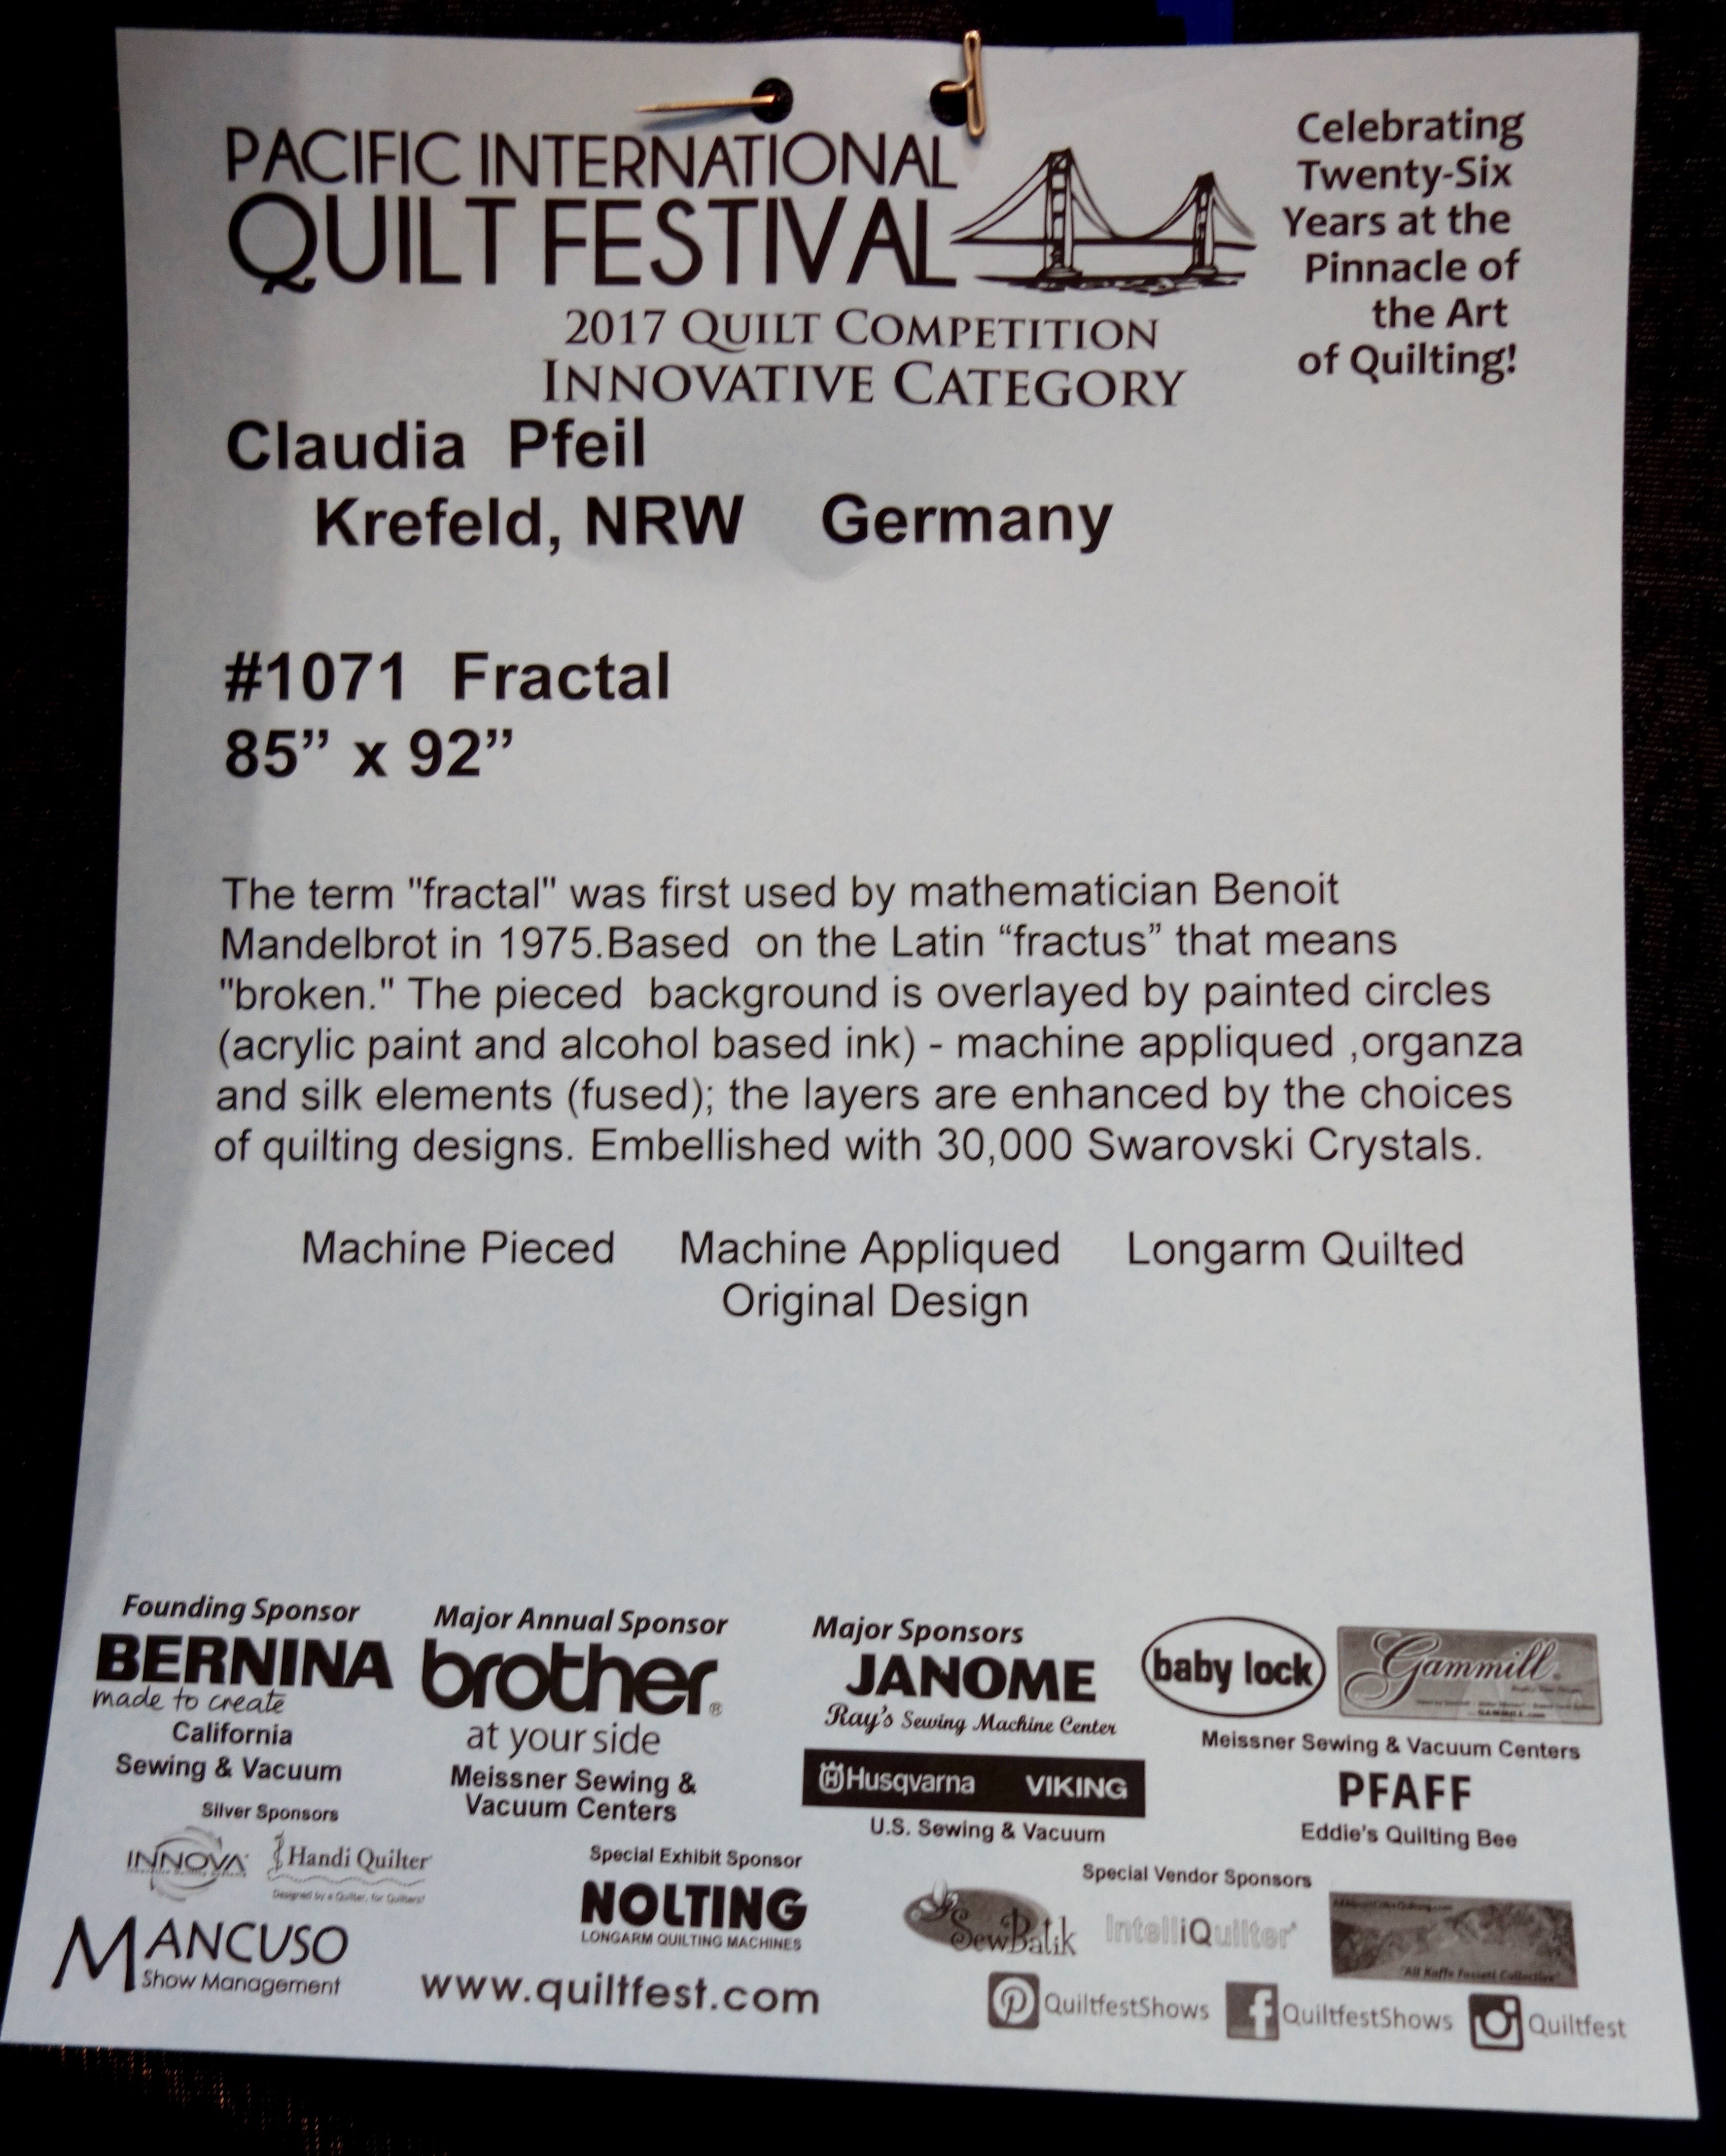 PACIFIC INTERNATIONAL
QUILT FESTIVAL
Celebrating
Twenty-Six
Years at the
Pinnacle of
the Art
of Quilting!
2017 QUILT COMPETITION
INNOVATIVE CATEGORY
Claudia Pfeil
Krefeld, NRW Germany
#1071 Fractal
85” x 92”
The term "fractal" was first used by mathematician Benoit
Mandelbrot in 1975.Based on the Latin “fractus” that means
"broken." The pieced background is overlayed by painted circles
(acrylic paint and alcohol based ink) - machine appliqued ,organza
and silk elements (fused); the layers are enhanced by the choices
of quilting designs. Embellished with 30,000 Swarovski Crystals.
Machine Pieced Machine Appliqued Longarm Quilted
Original Design
Founding Sponsor
BERNINA
made to create
California
Sewing & Vacuum
Major Annual Sponsor
brother®
at your side
Meissner Sewing &
Vacuum Centers
Major Sponsors
JANOME
Ray's Sewing Machine Center
Husqvarna VIKING
U.S. Sewing & Vacuum
baby lock
Gammill
Meissner Sewing & Vacuum Centers
PFAFF
Eddie's Quilting Bee
Silver Sponsors
INNOVA
Handi Quilter
Designed by a Quilter, for Quilters!
Special Exhibit Sponsor
NOLTING
LONGARM QUILTING MACHINES
Special Vendor Sponsors
SewBatik
IntelliQuilter
"All Kaffe Fassett Collective"
MANCUSO
Show Management
www.quiltfest.com
QuiltfestShows
QuiltfestShows
Quiltfest